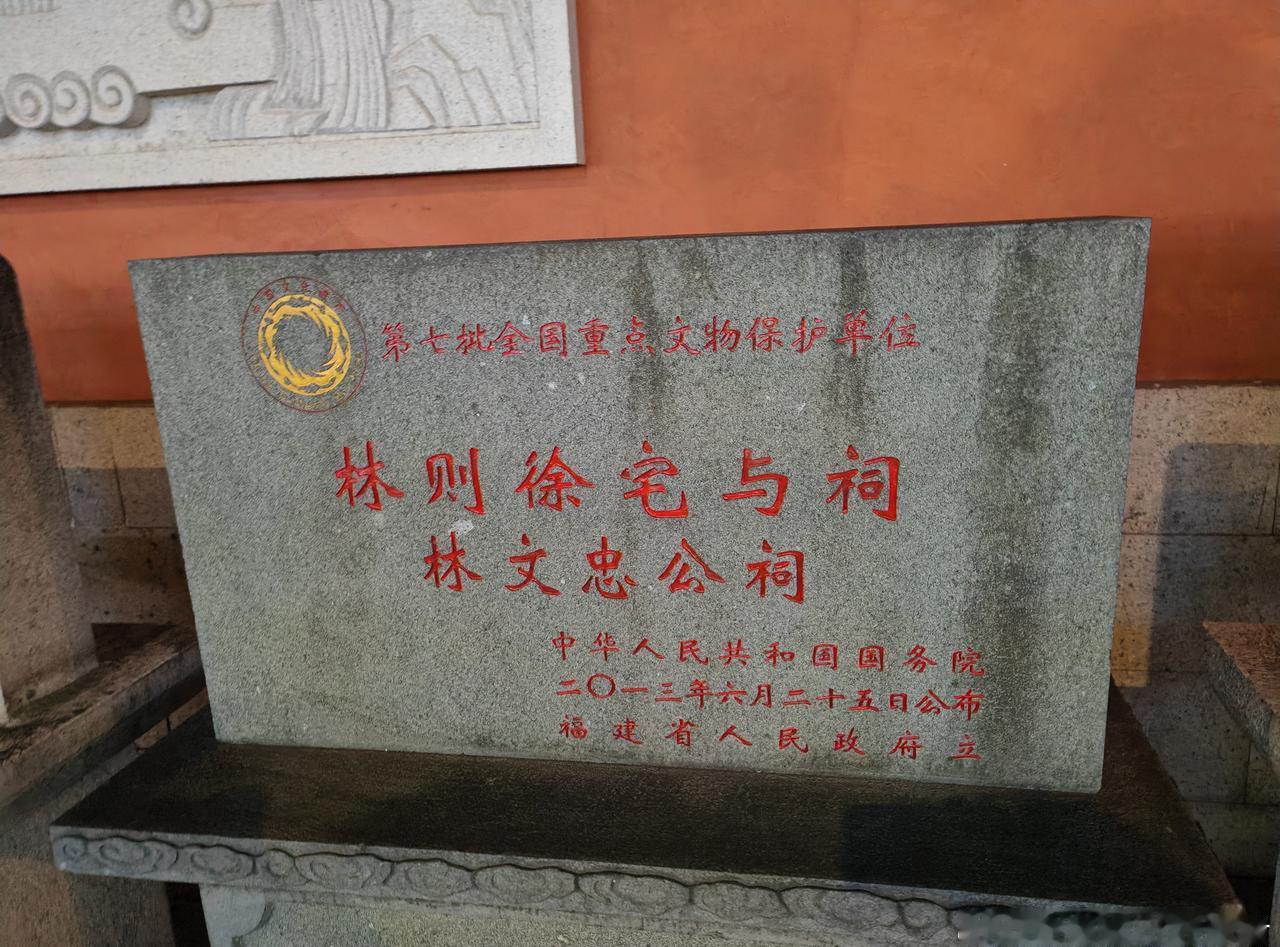 第七批全国重点文物保护单位
林则徐宅与祠
林文忠公祠
中华人民共和国国务院
二〇一三年六月二十五日公布
福建省人民政府立